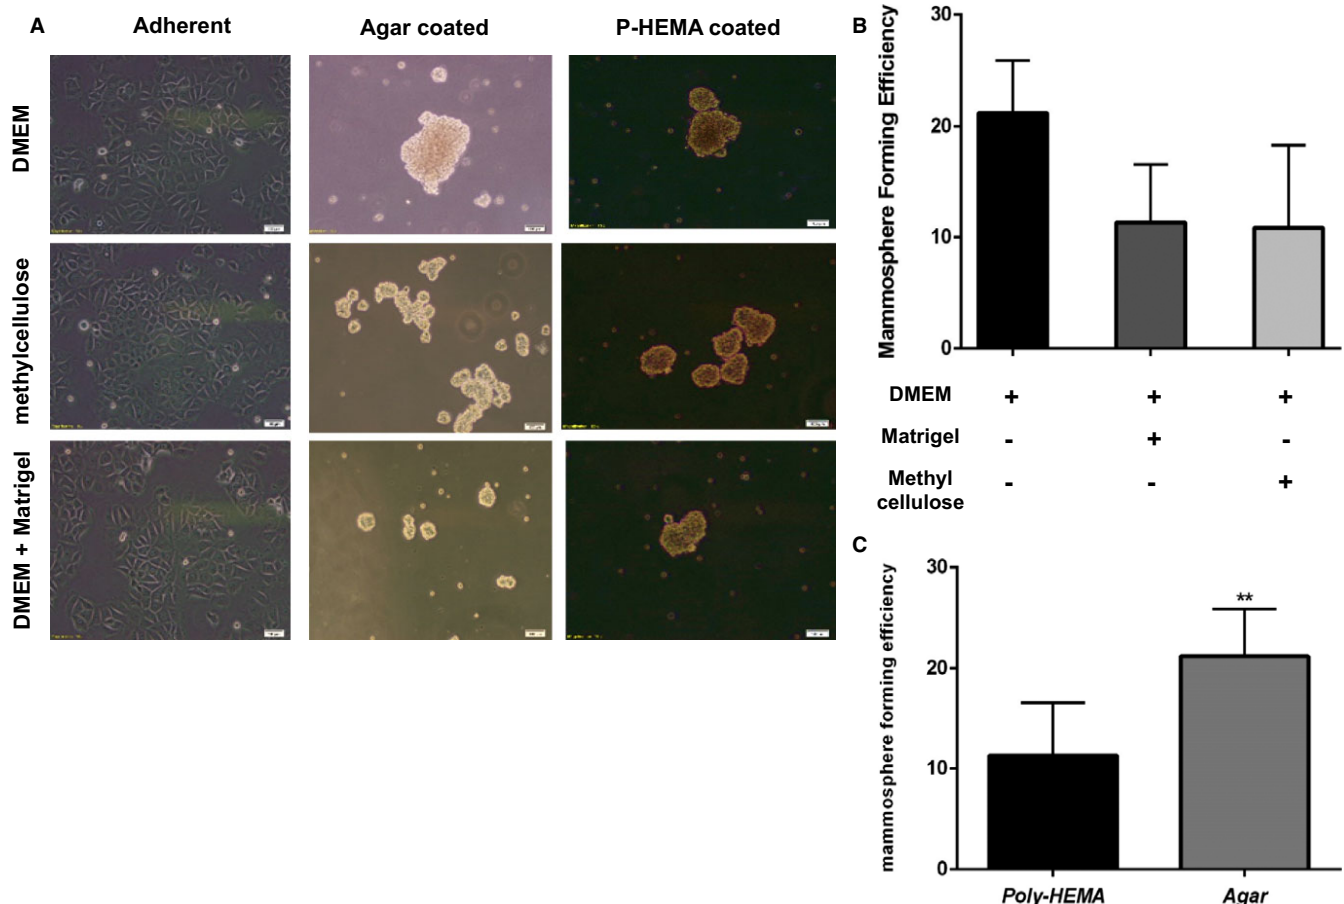 A
Adherent
Agar coated
P-HEMA coated
DMEM
methylcellulose
DMEM + Matrigel
B
Mammosphere Forming Efficiency
30
20
10
0
DMEM + + +
Matrigel - + -
Methyl
cellulose - - +
C
mammosphere forming efficiency
30
20
10
0
**
Poly-HEMA
Agar